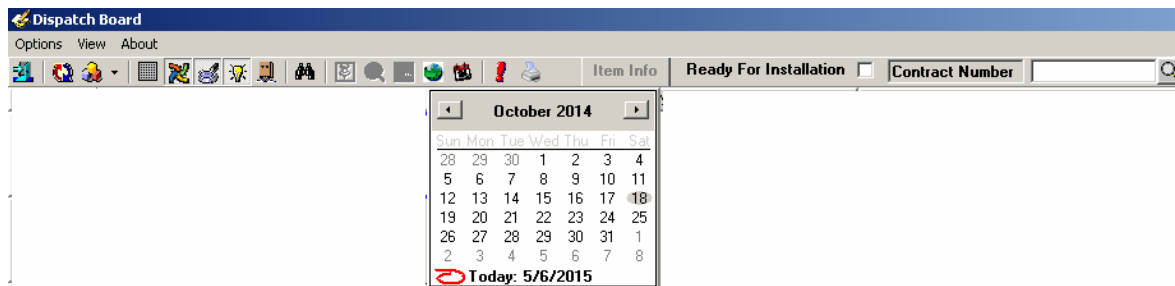 Dispatch Board
Options View About
Item Info Ready For Installation Contract Number
October 2014
Sun Mon Tue Wed Thu Fri Sat
28 29 30 1 2 3 4
5 6 7 8 9 10 11
12 13 14 15 16 17 18
19 20 21 22 23 24 25
26 27 28 29 30 31 1
2 3 4 5 6 7 8
Today: 5/6/2015